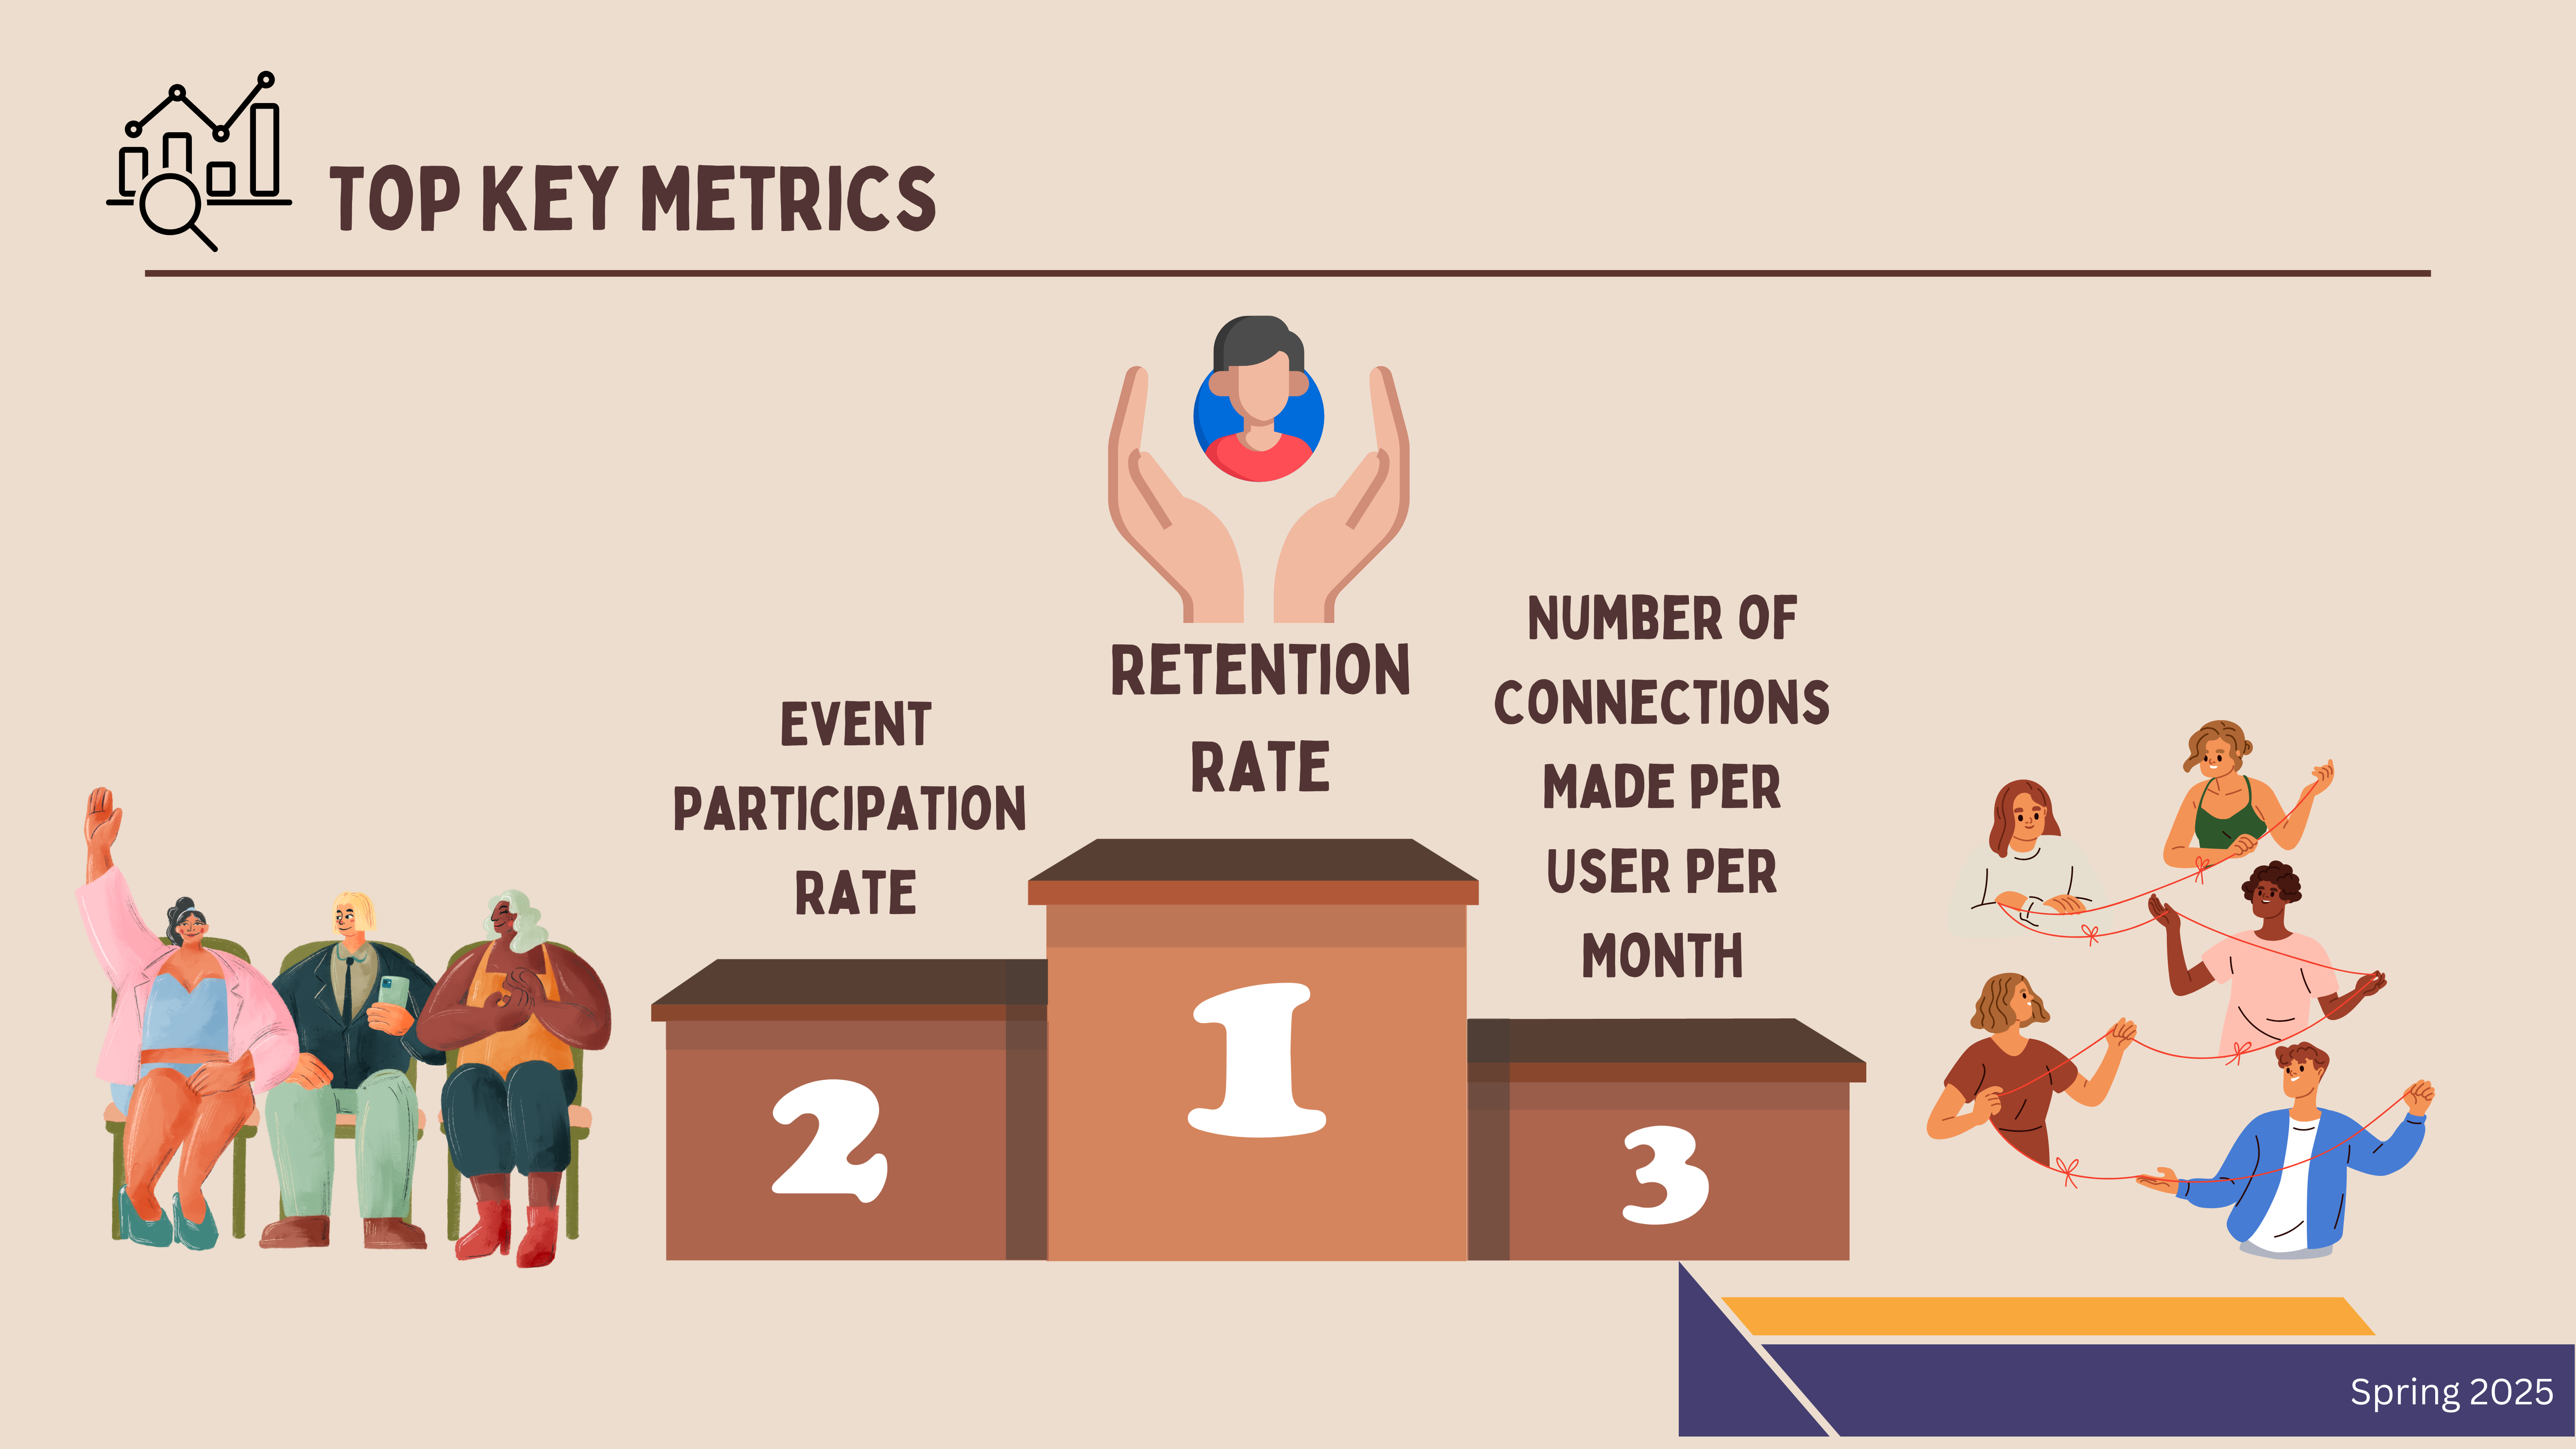 TOP KEY METRICS
RETENTION
RATE
1
EVENT
PARTICIPATION
RATE
2
NUMBER OF
CONNECTIONS
MADE PER
USER PER
MONTH
3
Spring 2025